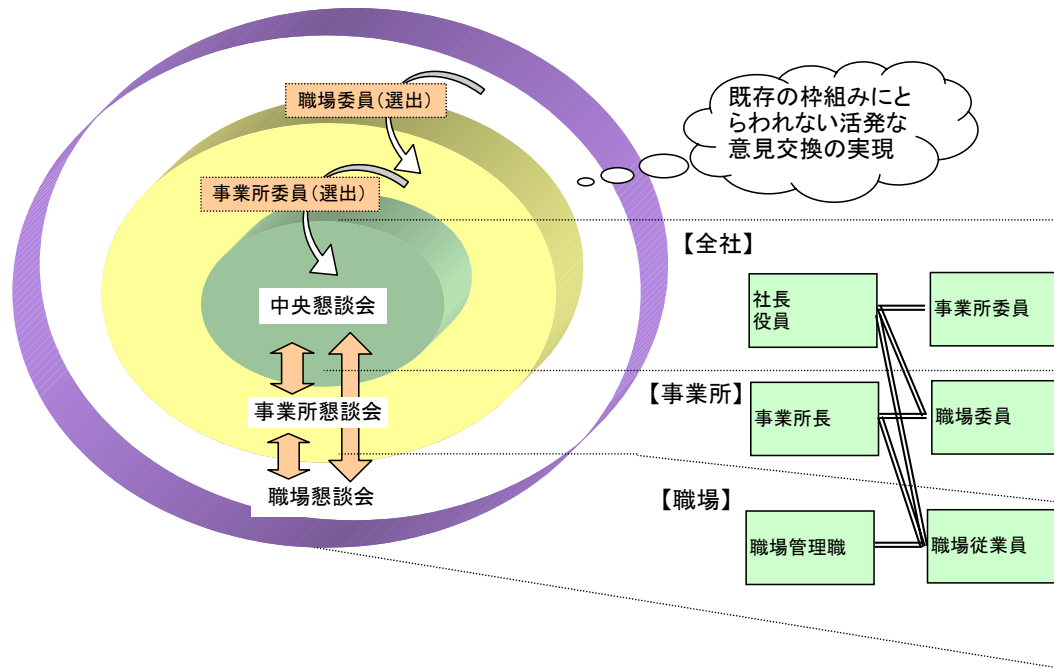 職場委員(選出)
既存の枠組みにと
らわれない活発な
意見交換の実現
事業所委員(選出)
【全社】
中央懇談会
社長
役員
事業所委員
【事業所】
事業所懇談会
事業所長
職場委員
職場懇談会
【職場】
職場管理職
職場従業員